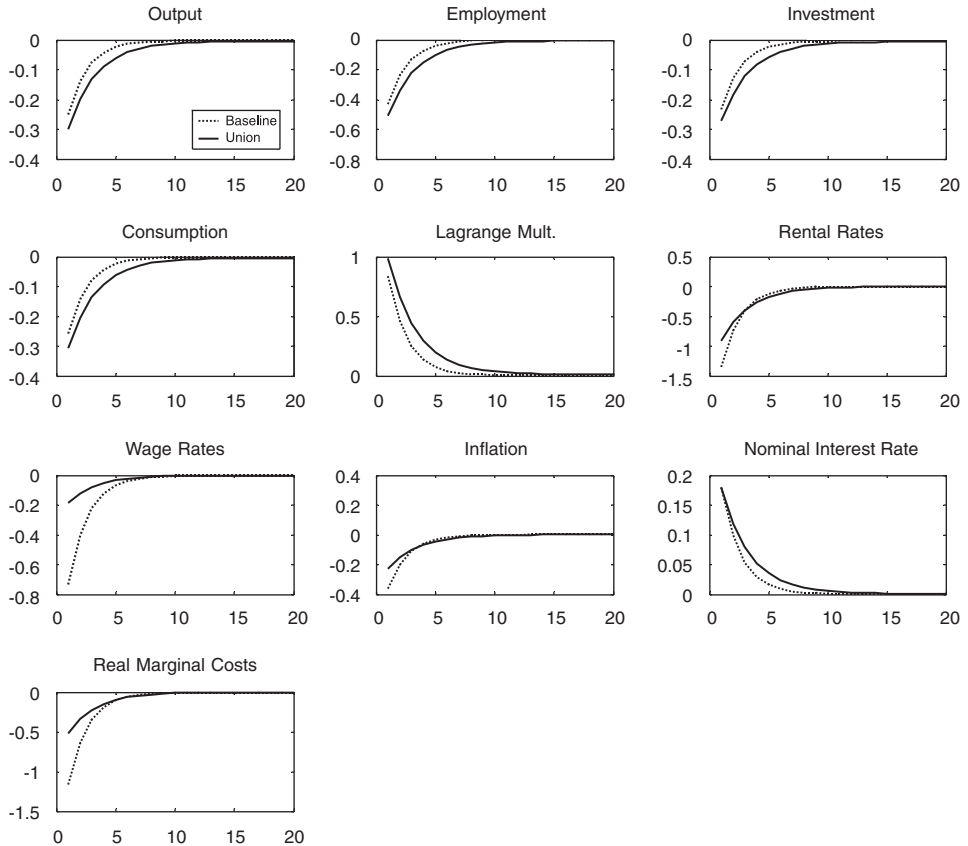 Output
Employment
Investment
0
-0.1
-0.2
-0.3
-0.4
Baseline
Union
0 5 10 15 20
0
-0.2
-0.4
-0.6
-0.8
0 5 10 15 20
0
-0.1
-0.2
-0.3
-0.4
0 5 10 15 20
Consumption
Lagrange Mult.
Rental Rates
0
-0.1
-0.2
-0.3
-0.4
0 5 10 15 20
1
0.5
0
0 5 10 15 20
0.5
0
-0.5
-1
-1.5
0 5 10 15 20
Wage Rates
Inflation
Nominal Interest Rate
0
-0.2
-0.4
-0.6
-0.8
0 5 10 15 20
0.4
0.2
0
-0.2
-0.4
0 5 10 15 20
0.2
0.15
0.1
0.05
0
0 5 10 15 20
Real Marginal Costs
0
-0.5
-1
-1.5
0 5 10 15 20